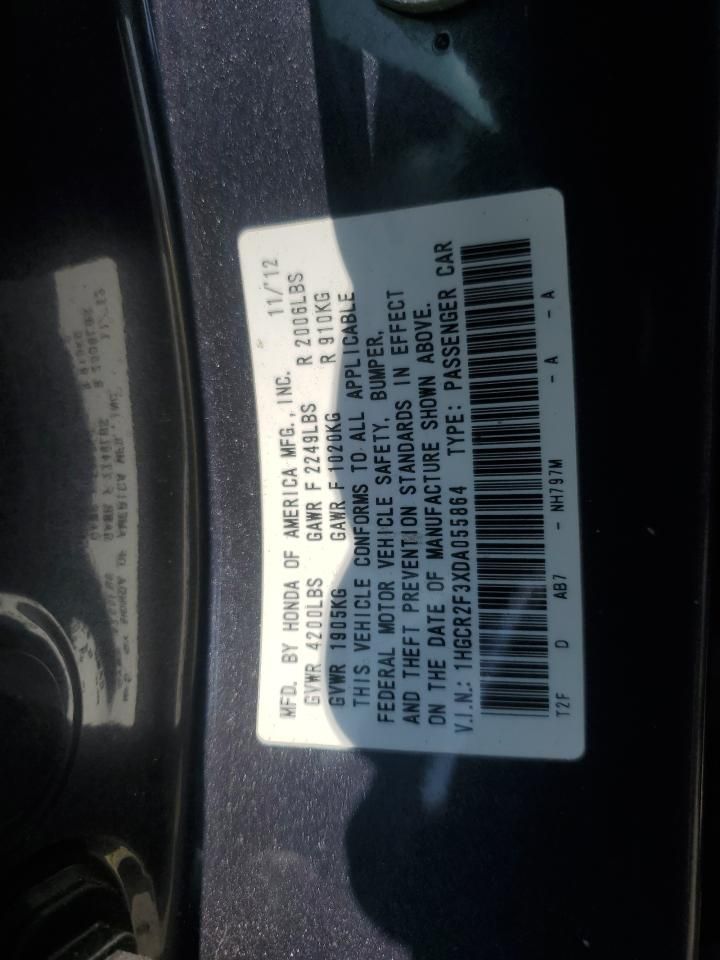 MFD. BY HONDA OF AMERICA MFG., INC. 11/12
GVWR 4200LBS GAWR F 2249LBS R 2006LBS
GVWR 1905KG GAWR F 1020KG R 910KG
THIS VEHICLE CONFORMS TO ALL APPLICABLE
FEDERAL MOTOR VEHICLE SAFETY, BUMPER,
AND THEFT PREVENTION STANDARDS IN EFFECT
ON THE DATE OF MANUFACTURE SHOWN ABOVE.
V.I.N.: 1HGCR2F3XDA055864 TYPE: PASSENGER CAR
T2F D AB7 - NH797M - A - A